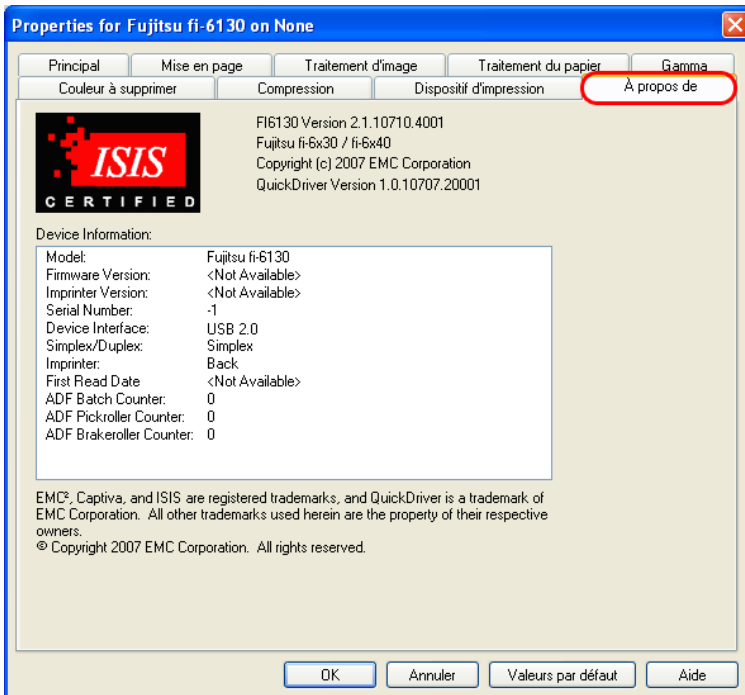 Properties for Fujitsu fi-6130 on None
Principal Mise en page Traitement d'image Traitement du papier Gamma
Couleur à supprimer Compression Dispositif d'impression À propos de
ISIS
CERTIFIED
FI6130 Version 2.1.10710.4001
Fujitsu fi-6x30 / fi-6x40
Copyright (c) 2007 EMC Corporation
QuickDriver Version 1.0.10707.20001
Device Information:
Model: Fujitsu fi-6130
Firmware Version: <Not Available>
Imprinter Version: <Not Available>
Serial Number: -1
Device Interface: USB 2.0
Simplex/Duplex: Simplex
Imprinter: Back
First Read Date <Not Available>
ADF Batch Counter: 0
ADF Pickroller Counter: 0
ADF Brakeroller Counter: 0
EMC², Captiva, and ISIS are registered trademarks, and QuickDriver is a trademark of
EMC Corporation. All other trademarks used herein are the property of their respective
owners.
© Copyright 2007 EMC Corporation. All rights reserved.
OK Annuler Valeurs par défaut Aide